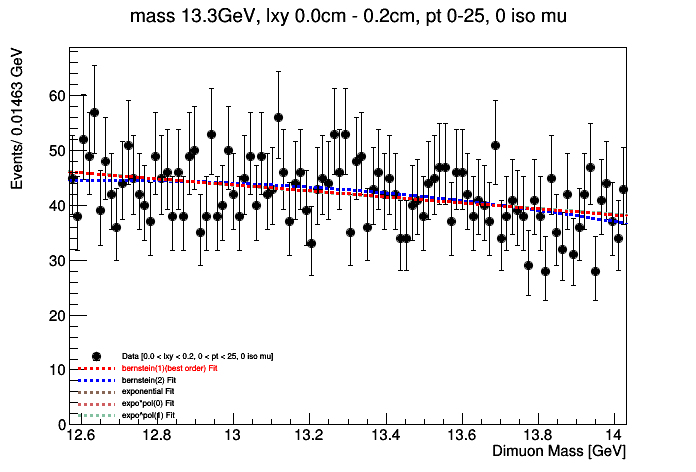 mass 13.3GeV, lxy 0.0cm - 0.2cm, pt 0-25, 0 iso mu
Events/ 0.01463 GeV
60
50
40
30
20
10
0
Data [0.0 < lxy < 0.2, 0 < pt < 25, 0 iso mu]
bernstein(1)(best order) Fit
bernstein(2) Fit
exponential Fit
expo*pol(0) Fit
expo*pol(1) Fit
12.6 12.8 13 13.2 13.4 13.6 13.8 14
Dimuon Mass [GeV]